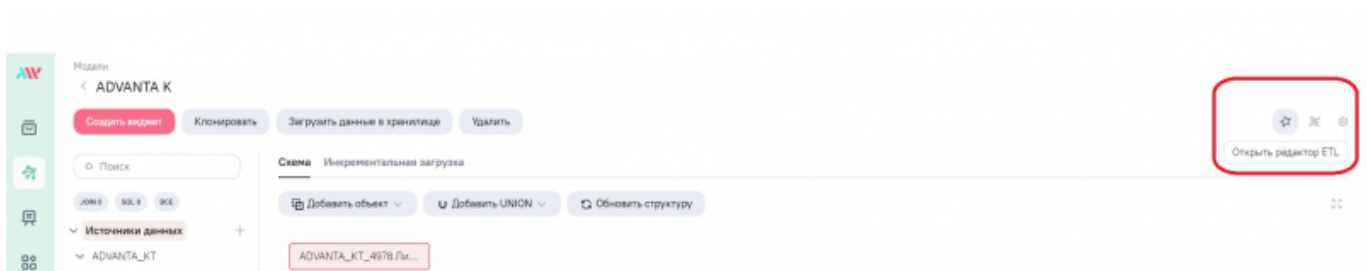 AW
Модели
< ADVANTA K
Создать виджет Клонировать Загрузить данные в хранилище Удалить
Открыть редактор ETL
Поиск
Схема Инкрементальная загрузка
JOIN 0 SQL 0 ВСЕ
Добавить объект Добавить UNION Обновить структуру
Источники данных +
ADVANTA_KT
ADVANTA_KT_4978.Ли...